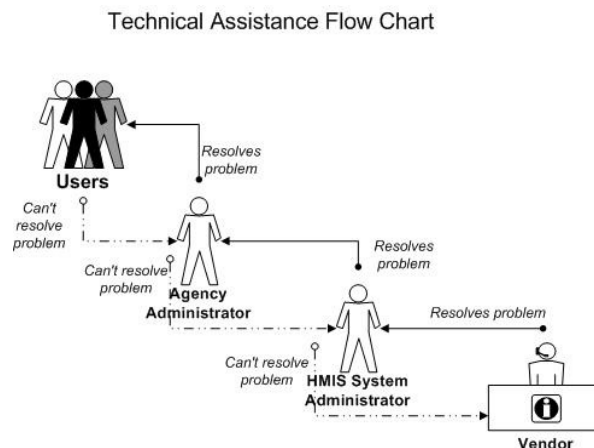 Technical Assistance Flow Chart
Resolves
problem
Users
Can't
resolve
problem
Resolves
problem
Can't resolve
problem
Agency
Administrator
Resolves problem
Can't resolve
problem
HMIS System
Administrator
Vendor